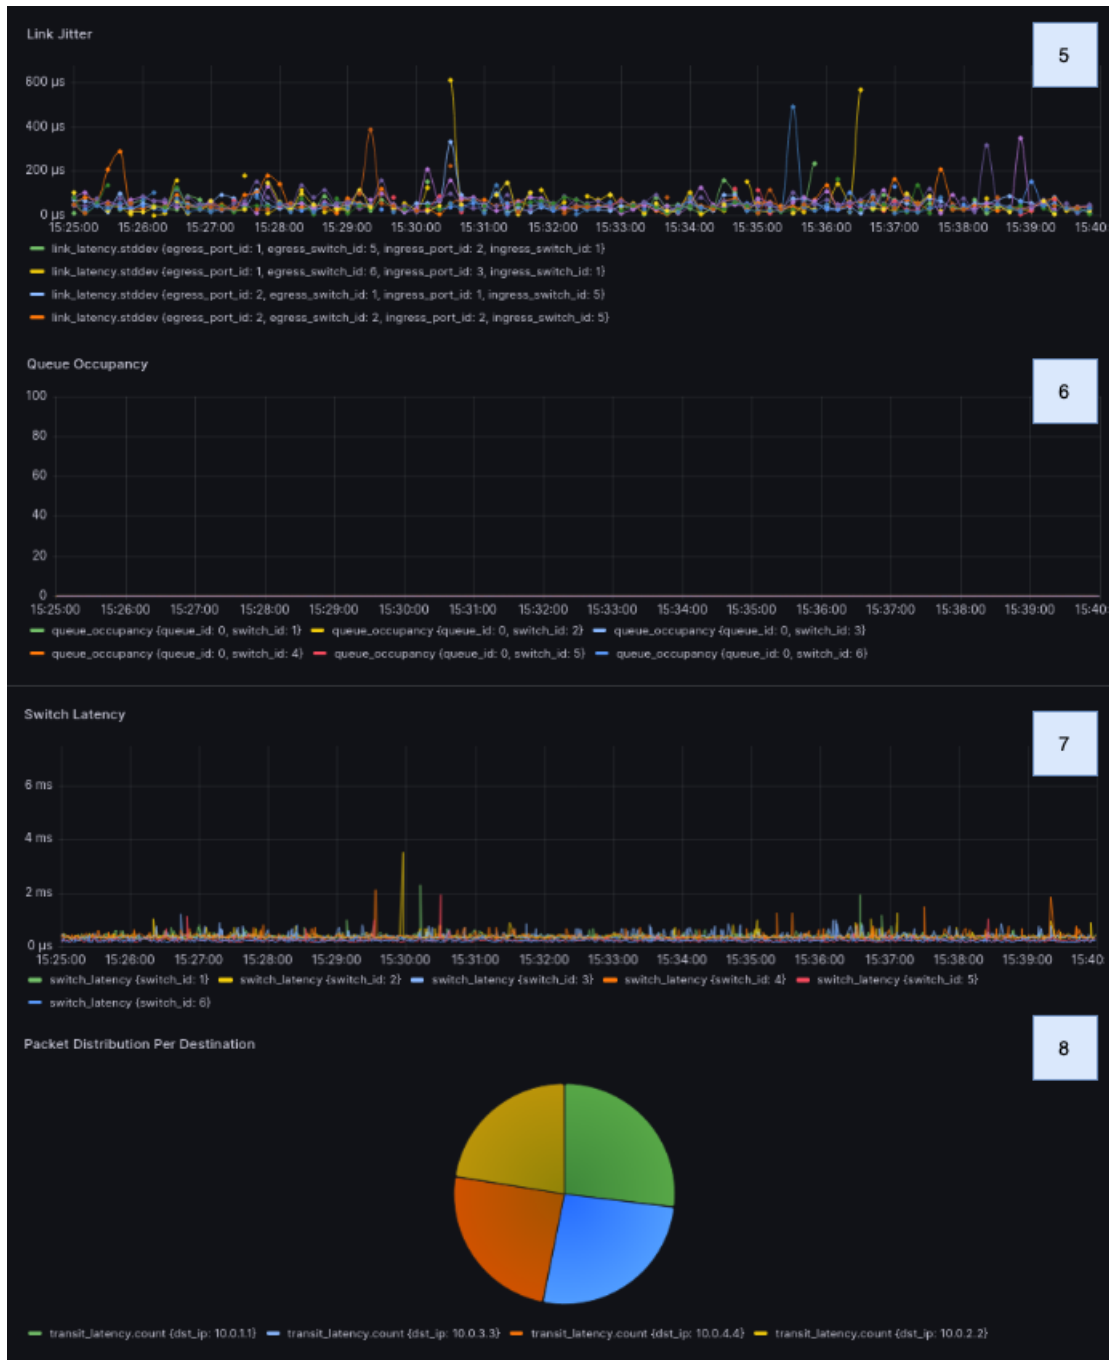 Link Jitter
5
600 µs
400 µs
200 µs
0 µs
15:25:00 15:26:00 15:27:00 15:28:00 15:29:00 15:30:00 15:31:00 15:32:00 15:33:00 15:34:00 15:35:00 15:36:00 15:37:00 15:38:00 15:39:00 15:40
link_latency.stddev {egress_port_id: 1, egress_switch_id: 5, ingress_port_id: 2, ingress_switch_id: 1}
link_latency.stddev {egress_port_id: 1, egress_switch_id: 6, ingress_port_id: 3, ingress_switch_id: 1}
link_latency.stddev {egress_port_id: 2, egress_switch_id: 1, ingress_port_id: 1, ingress_switch_id: 5}
link_latency.stddev {egress_port_id: 2, egress_switch_id: 2, ingress_port_id: 2, ingress_switch_id: 5}
Queue Occupancy
6
100
80
60
40
20
0
15:25:00 15:26:00 15:27:00 15:28:00 15:29:00 15:30:00 15:31:00 15:32:00 15:33:00 15:34:00 15:35:00 15:36:00 15:37:00 15:38:00 15:39:00 15:40:
queue_occupancy {queue_id: 0, switch_id: 1} queue_occupancy {queue_id: 0, switch_id: 2} queue_occupancy {queue_id: 0, switch_id: 3}
queue_occupancy {queue_id: 0, switch_id: 4} queue_occupancy {queue_id: 0, switch_id: 5} queue_occupancy {queue_id: 0, switch_id: 6}
Switch Latency
7
6 ms
4 ms
2 ms
0 µs
15:25:00 15:26:00 15:27:00 15:28:00 15:29:00 15:30:00 15:31:00 15:32:00 15:33:00 15:34:00 15:35:00 15:36:00 15:37:00 15:38:00 15:39:00 15:40
switch_latency {switch_id: 1} switch_latency {switch_id: 2} switch_latency {switch_id: 3} switch_latency {switch_id: 4} switch_latency {switch_id: 5}
switch_latency {switch_id: 6}
Packet Distribution Per Destination
8
transit_latency.count {dst_ip: 10.0.1.1} transit_latency.count {dst_ip: 10.0.3.3} transit_latency.count {dst_ip: 10.0.4.4} transit_latency.count {dst_ip: 10.0.2.2}